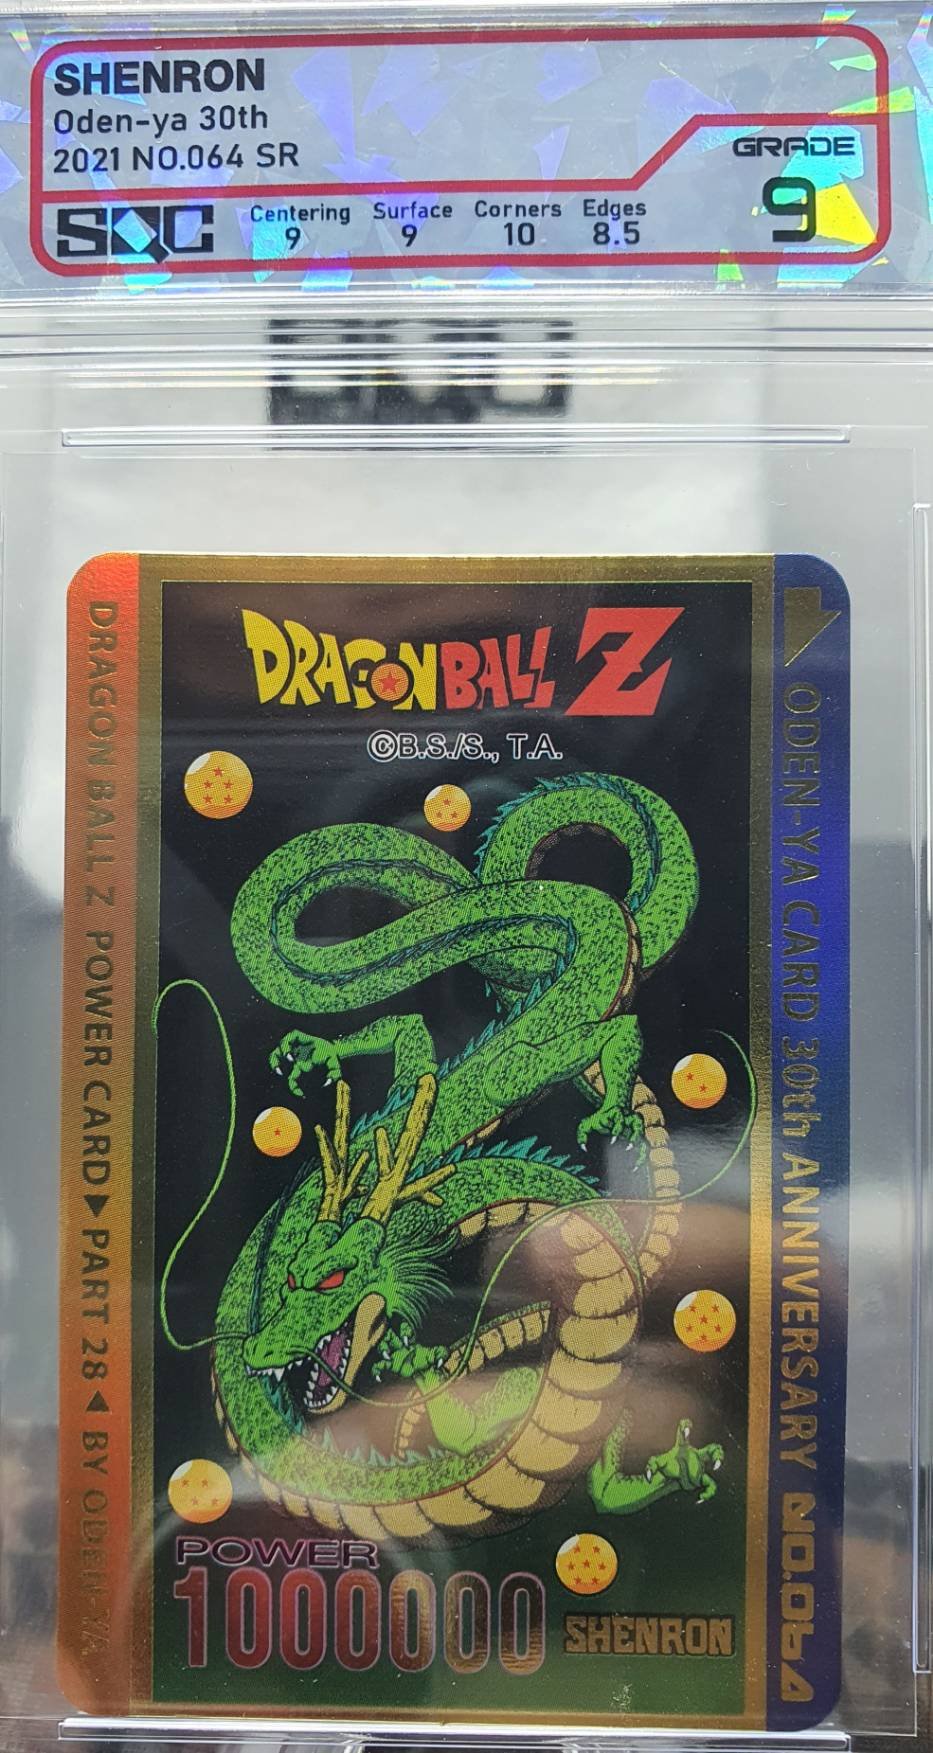 SHENRON
Oden-ya 30th
2021 NO.064 SR
GRADE
9
SQC
Centering Surface Corners Edges
9 9 10 8.5
DRAGON BALL Z
©B.S./S., T.A.
DRAGON BALL Z POWER CARD▶ PART 28◀ BY ODEN-YA
ODEN-YA CARD 30th ANNIVERSARY NO.064
POWER
1000000
SHENRON